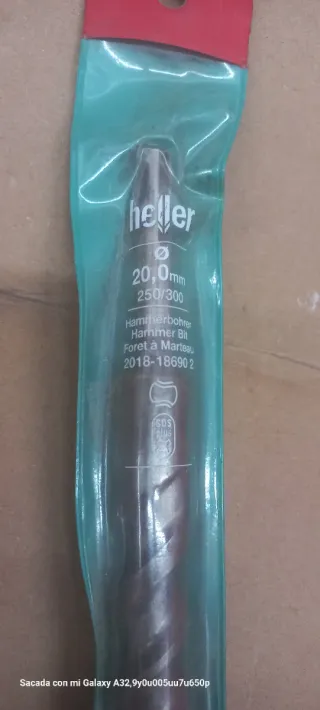 heller
Ø
20,0mm
250/300
Hammerbohrer
Hammer Bit
Foret à Marteau
2018-18690 2
SDS
Sacada con mi Galaxy A32,9y0u005uu7u650p